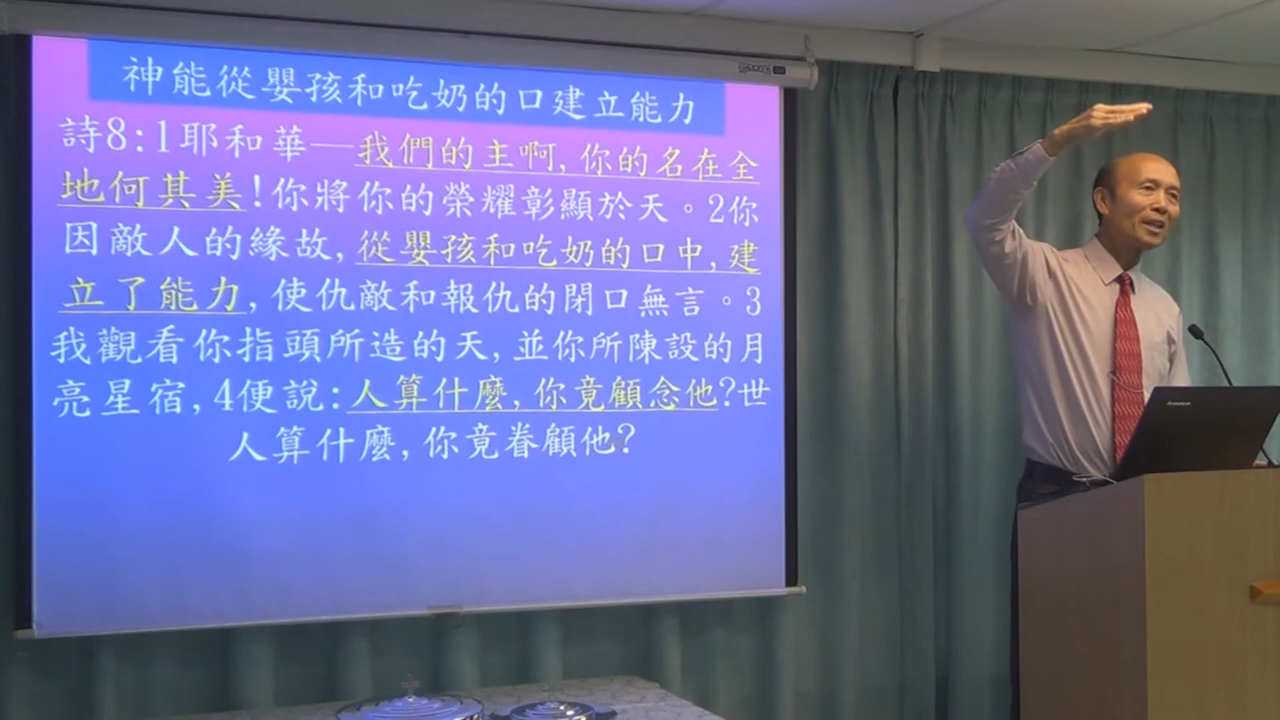 神能從嬰孩和吃奶的口建立能力
詩8:1耶和華—我們的主啊,你的名在全
地何其美!你將你的榮耀彰顯於天。2你
因敵人的緣故,從嬰孩和吃奶的口中,建
立了能力,使仇敵和報仇的閉口無言。3
我觀看你指頭所造的天,並你所陳設的月
亮星宿,4便說:人算什麼,你竟顧念他?世
人算什麼,你竟眷顧他?